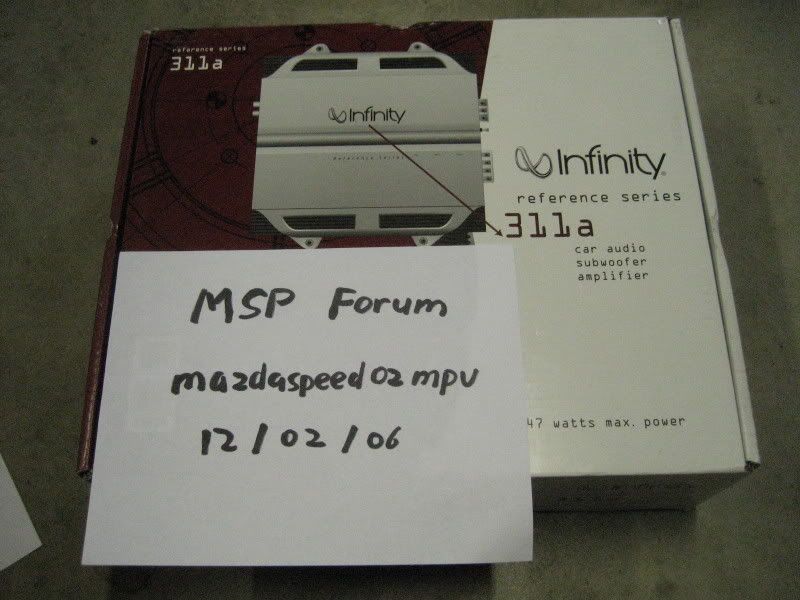 reference series
311a
Infinity
Reference Series
Infinity
reference series
311a
car audio
subwoofer
amplifier
MSP Forum
mazdaspeed02mpv
12/02/06
47 watts max. power